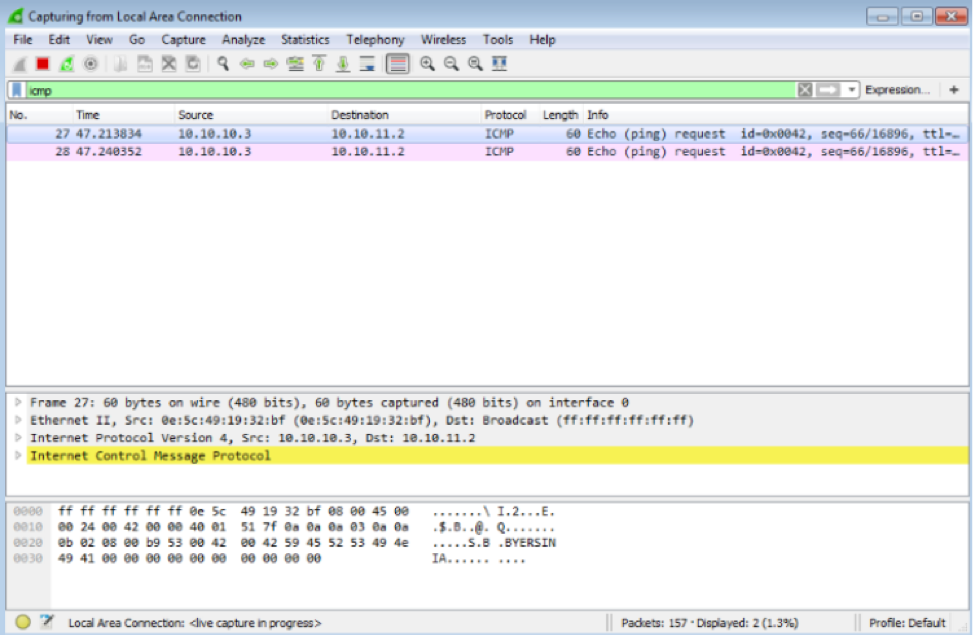 Capturing from Local Area Connection
File Edit View Go Capture Analyze Statistics Telephony Wireless Tools Help
icmp Expression... +
No. Time Source Destination Protocol Length Info
27 47.213834 10.10.10.3 10.10.11.2 ICMP 60 Echo (ping) request id=0x0042, seq=66/16896, ttl=…
28 47.240352 10.10.10.3 10.10.11.2 ICMP 60 Echo (ping) request id=0x0042, seq=66/16896, ttl=…
Frame 27: 60 bytes on wire (480 bits), 60 bytes captured (480 bits) on interface 0
Ethernet II, Src: 0e:5c:49:19:32:bf (0e:5c:49:19:32:bf), Dst: Broadcast (ff:ff:ff:ff:ff:ff)
Internet Protocol Version 4, Src: 10.10.10.3, Dst: 10.10.11.2
Internet Control Message Protocol
0000 ff ff ff ff ff ff 0e 5c 49 19 32 bf 08 00 45 00 .......\ I.2...E.
0010 00 24 00 42 00 00 40 01 51 7f 0a 0a 0a 03 0a 0a .$.B..@. Q.......
0020 0b 02 08 00 b9 53 00 42 00 42 59 45 52 53 49 4e .....S.B .BYERSIN
0030 49 41 00 00 00 00 00 00 00 00 00 00 IA...... ....
Local Area Connection: <live capture in progress> Packets: 157 · Displayed: 2 (1.3%) Profile: Default